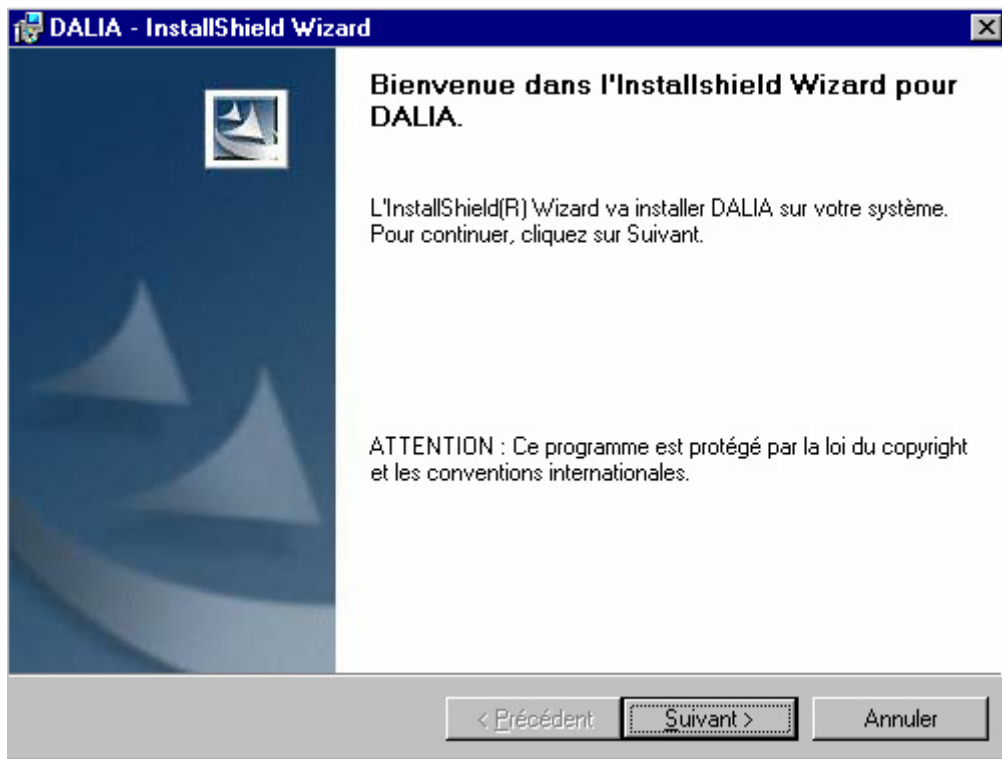 DALIA - InstallShield Wizard
Bienvenue dans l'Installshield Wizard pour
DALIA.
L'InstallShield(R) Wizard va installer DALIA sur votre système.
Pour continuer, cliquez sur Suivant.
ATTENTION : Ce programme est protégé par la loi du copyright
et les conventions internationales.
< Précédent Suivant > Annuler